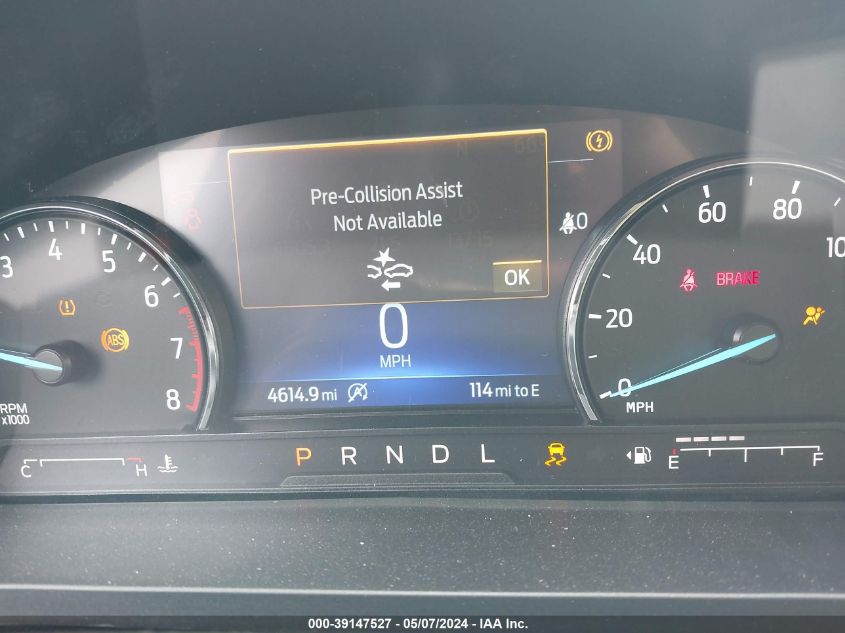 Pre-Collision Assist
Not Available
OK
0
MPH
4614.9 mi
114 mi to E
3 4 5 6 7 8
RPM
x1000
ABS
0 20 40 60 80
MPH
BRAKE
C H
P R N D L
E F
000-39147527 - 05/07/2024 - IAA Inc.